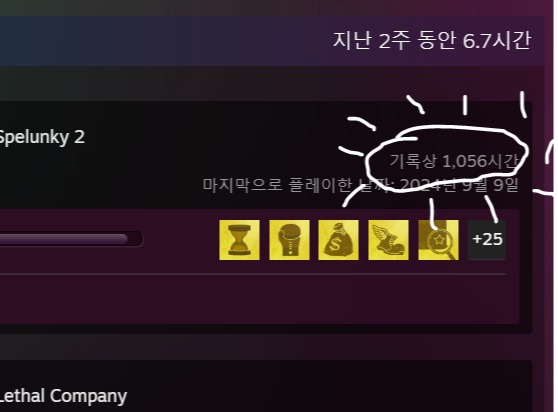 지난 2주 동안 6.7시간
Spelunky 2
기록상 1,056시간
마지막으로 플레이한 날짜: 2024년 9월 9일
+25
Lethal Company